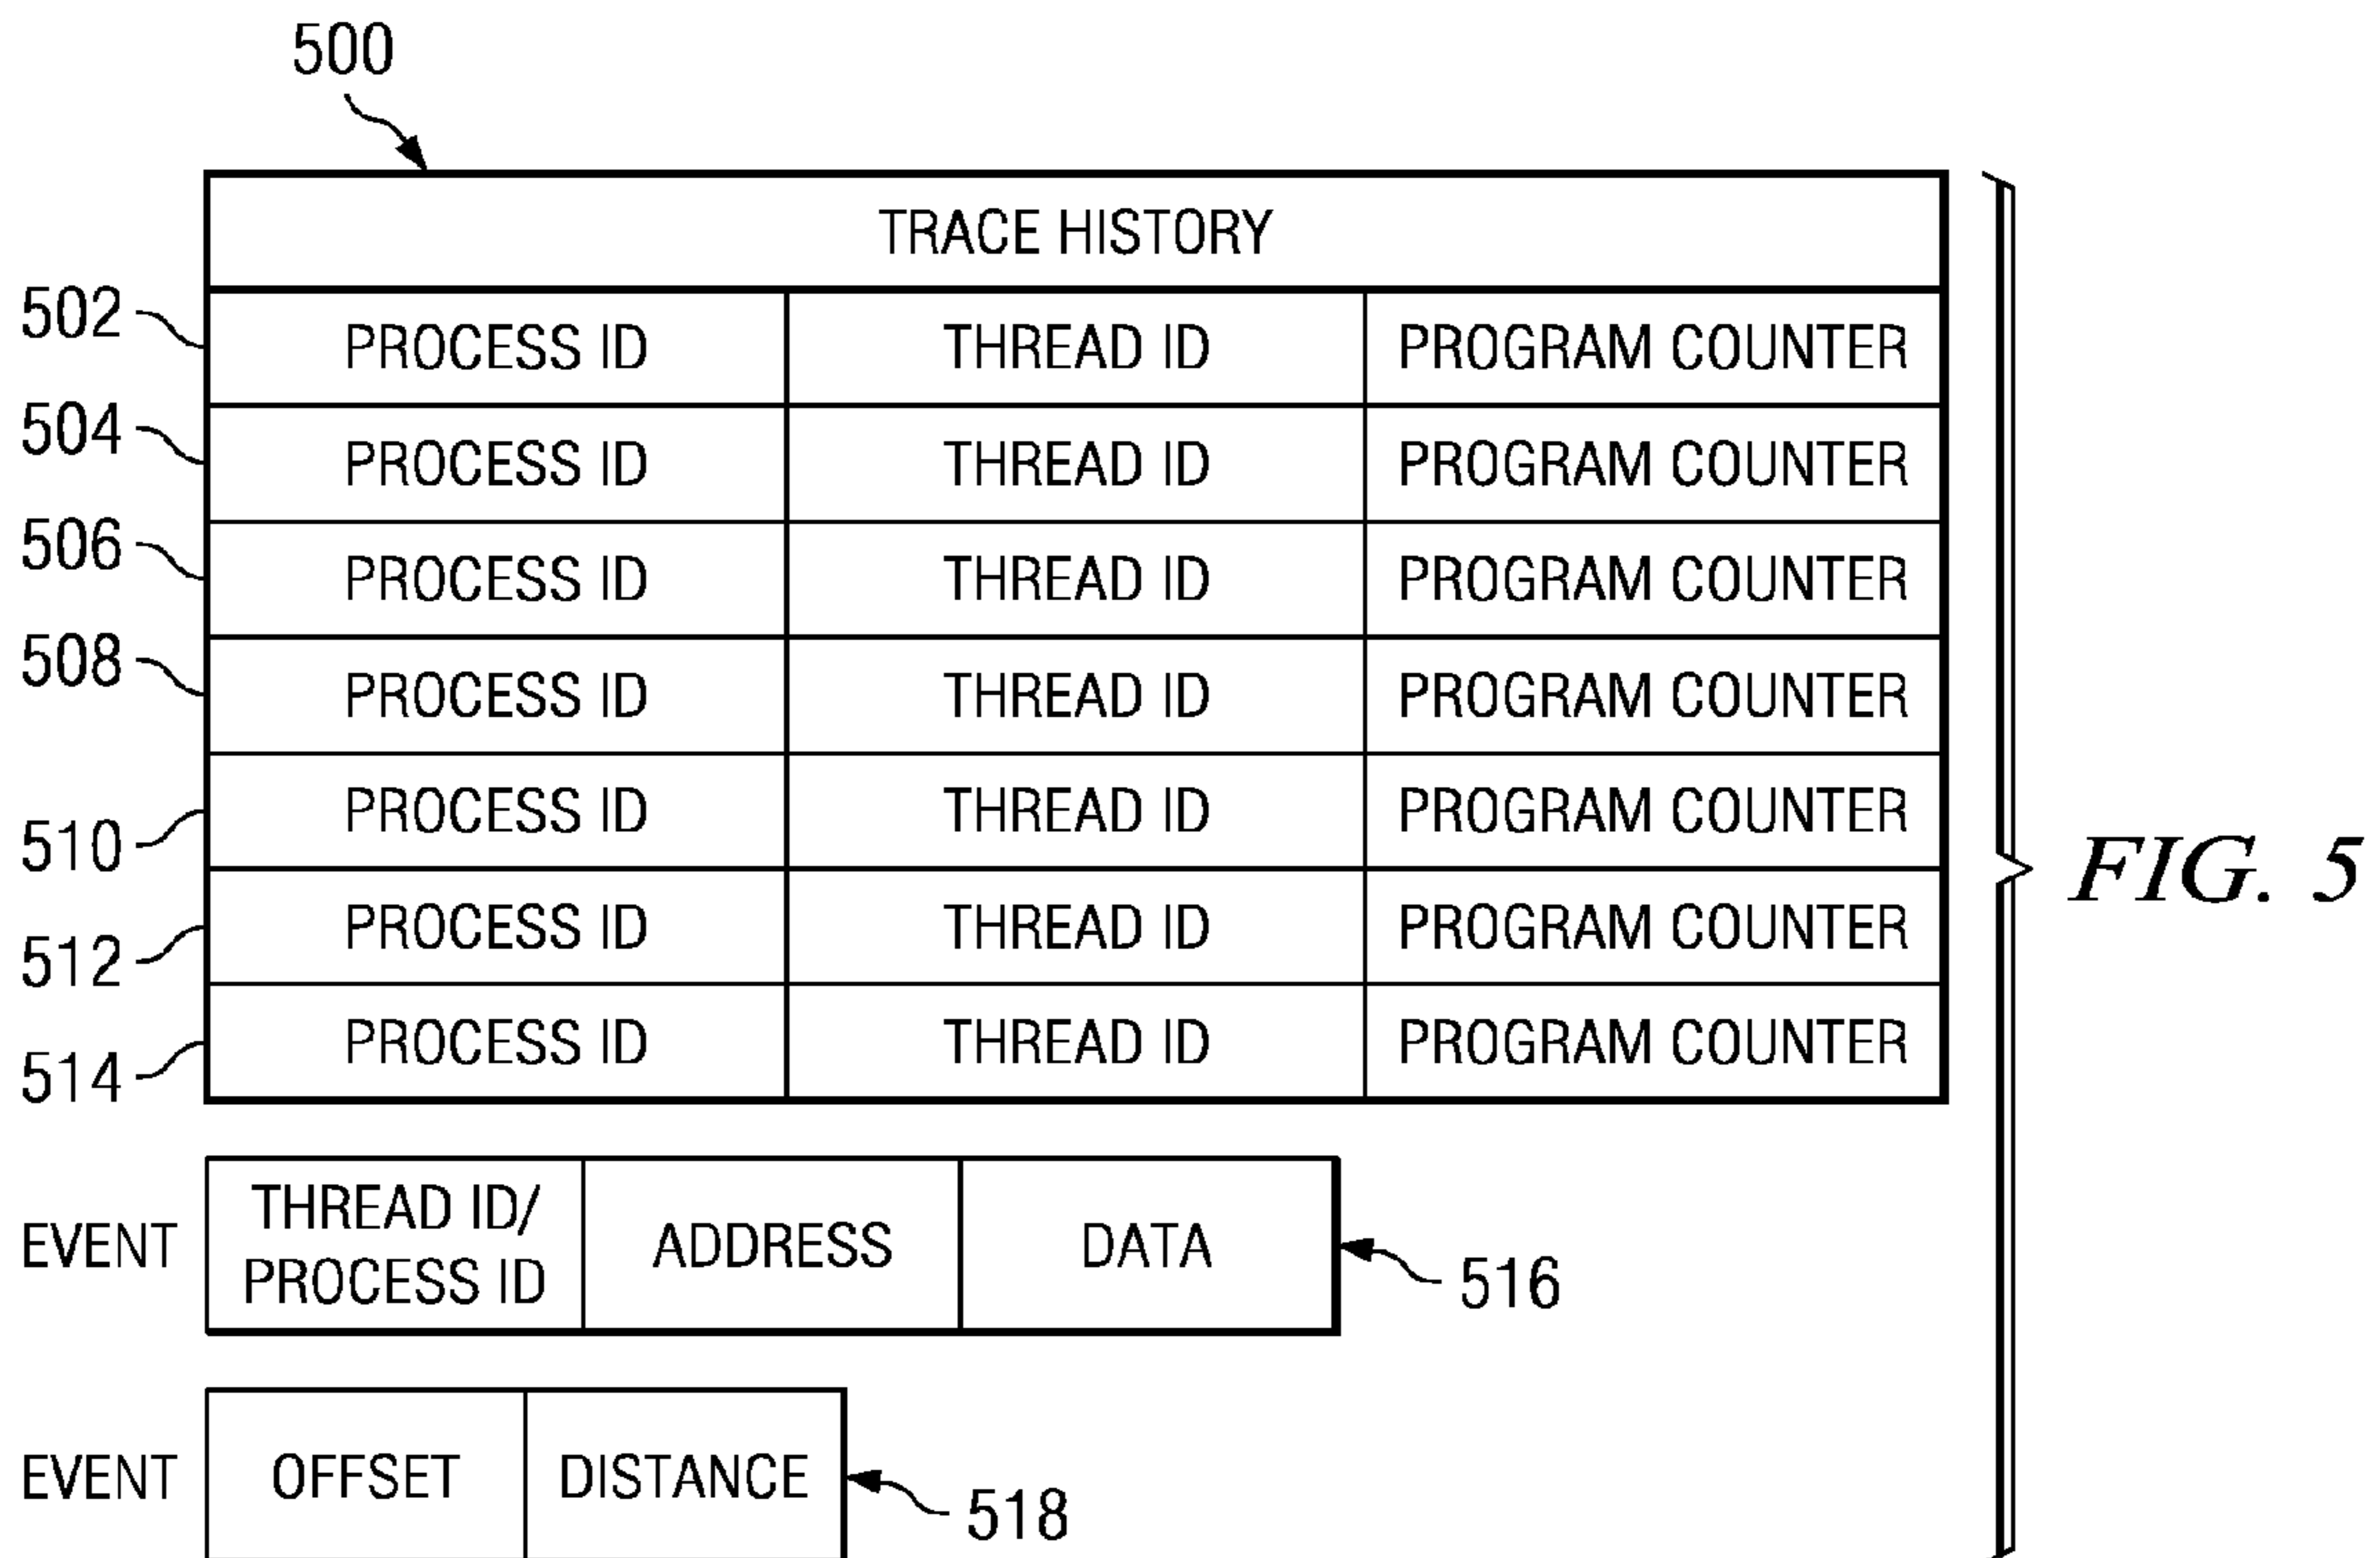 500
TRACE HISTORY
502 PROCESS ID THREAD ID PROGRAM COUNTER
504 PROCESS ID THREAD ID PROGRAM COUNTER
506 PROCESS ID THREAD ID PROGRAM COUNTER
508 PROCESS ID THREAD ID PROGRAM COUNTER
510 PROCESS ID THREAD ID PROGRAM COUNTER
512 PROCESS ID THREAD ID PROGRAM COUNTER
514 PROCESS ID THREAD ID PROGRAM COUNTER
FIG. 5
EVENT THREAD ID/
PROCESS ID ADDRESS DATA 516
EVENT OFFSET DISTANCE 518